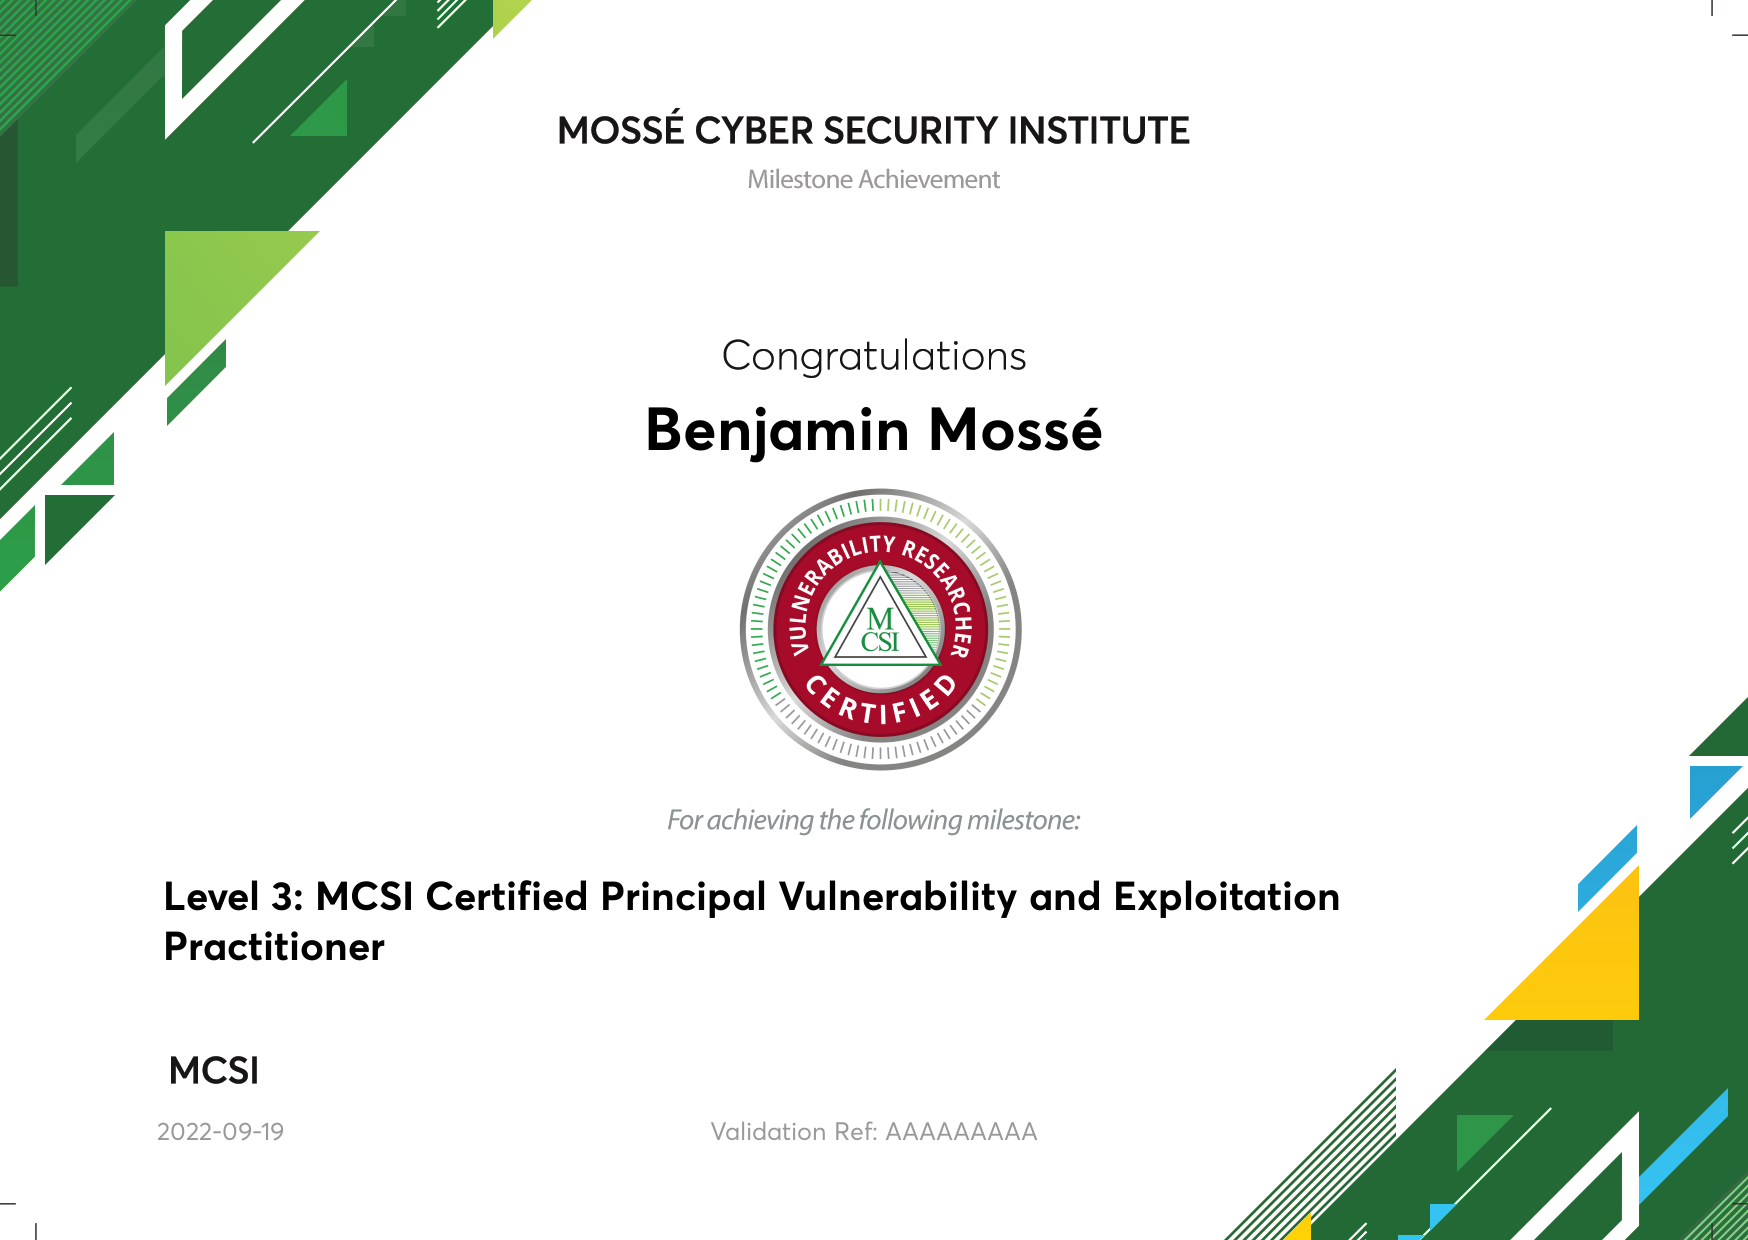 MOSSÉ CYBER SECURITY INSTITUTE
Milestone Achievement
Congratulations
Benjamin Mossé
VULNERABILITY RESEARCHER
M
CSI
CERTIFIED
For achieving the following milestone:
Level 3: MCSI Certified Principal Vulnerability and Exploitation
Practitioner
MCSI
2022-09-19
Validation Ref: AAAAAAAAA